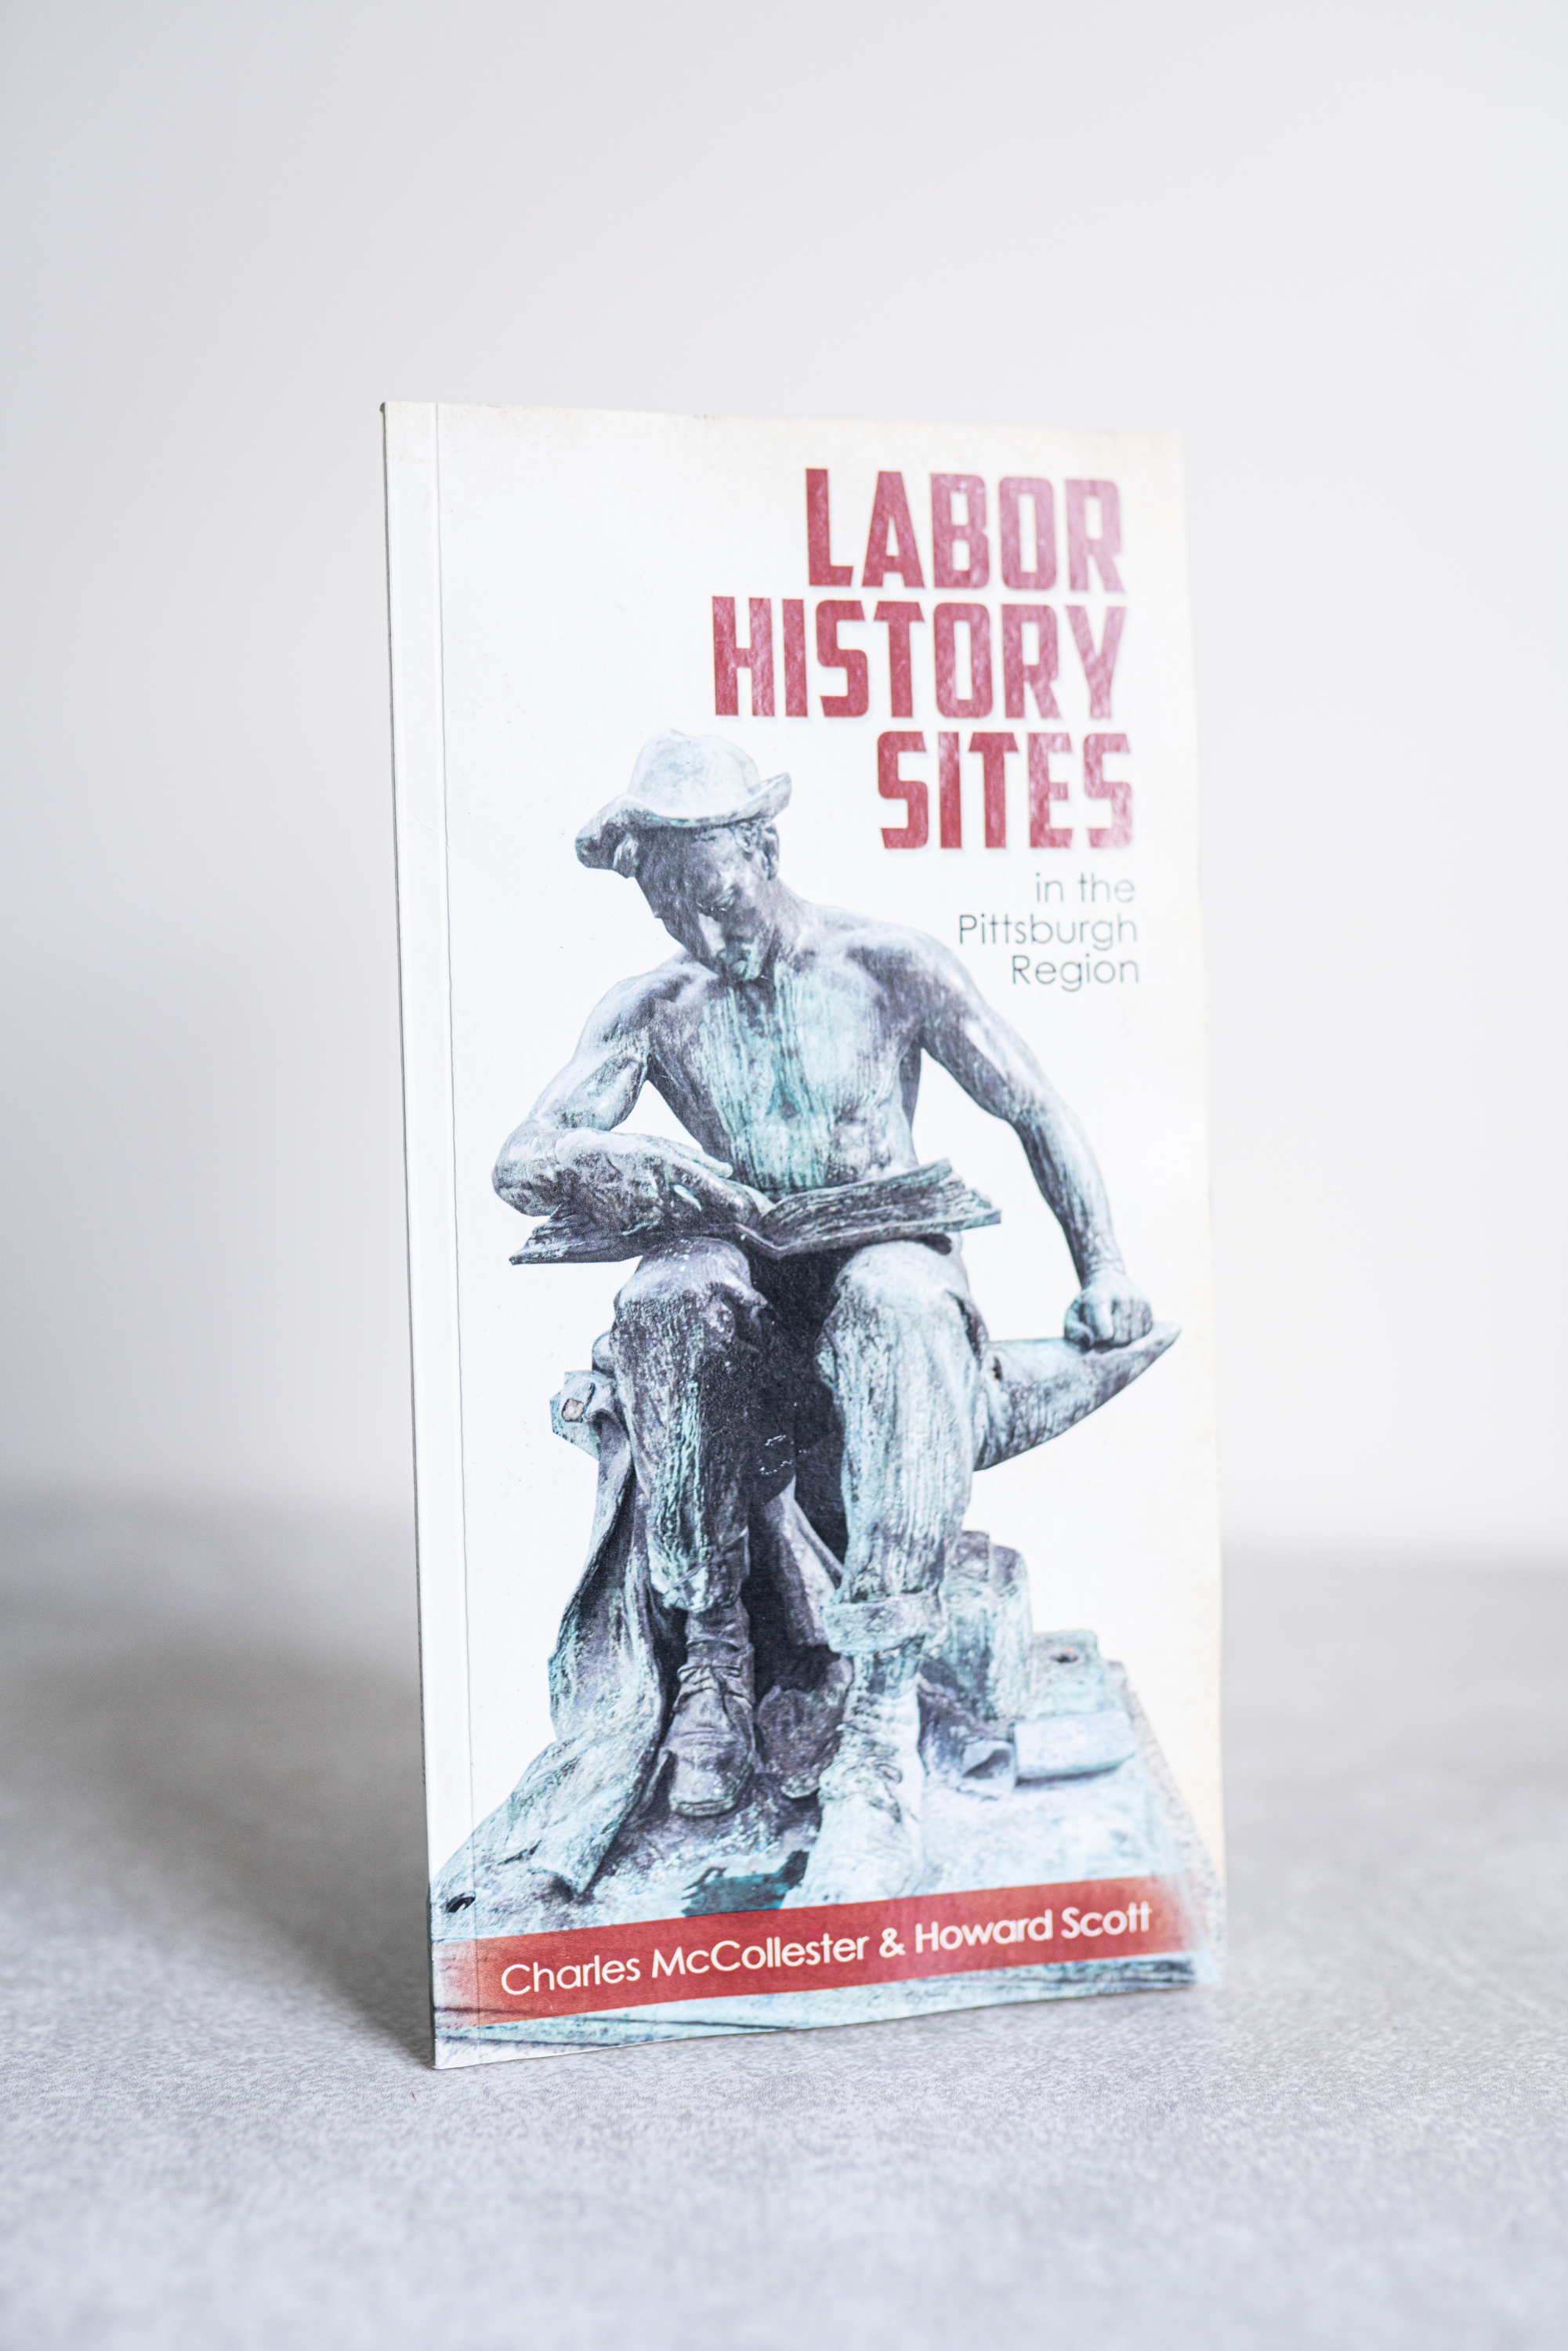 LABOR
HISTORY
SITES
in the
Pittsburgh
Region
Charles McCollester & Howard Scott